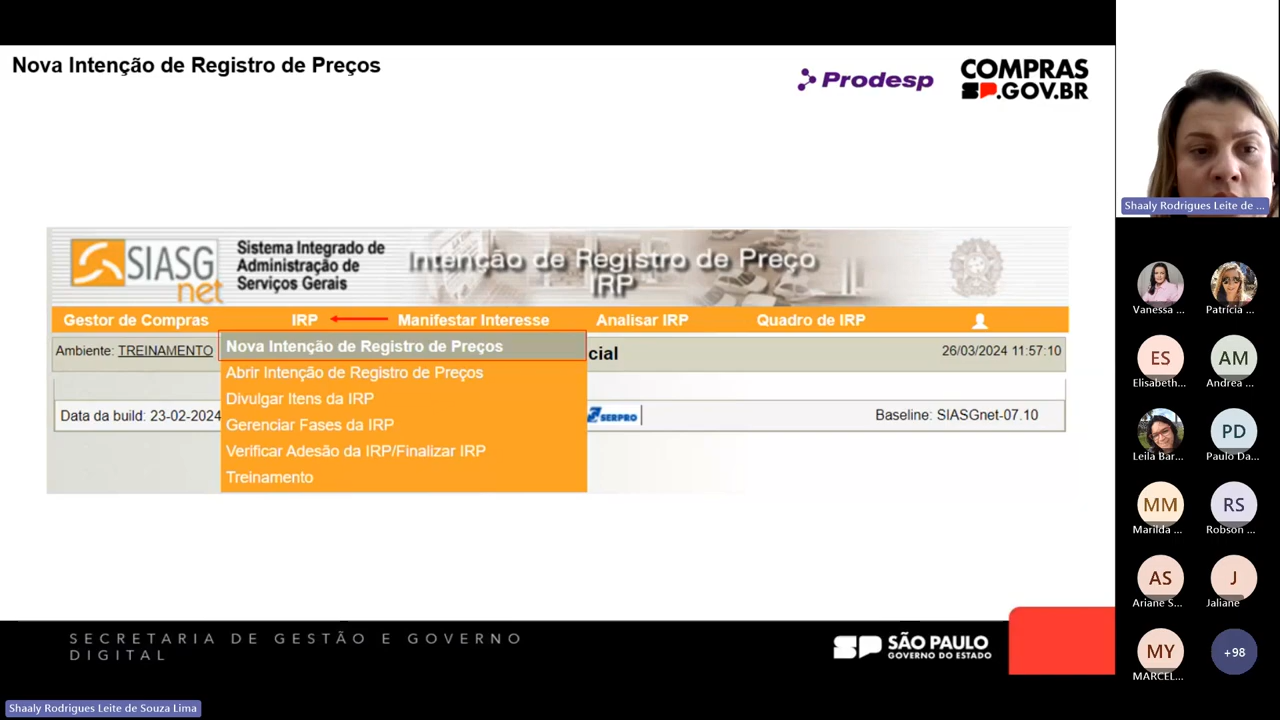 Nova Intenção de Registro de Preços
Prodesp
COMPRAS
SP.GOV.BR
SIASG
net
Sistema Integrado de
Administração de
Serviços Gerais
Intenção de Registro de Preço
IRP
Gestor de Compras
IRP
Manifestar Interesse
Analisar IRP
Quadro de IRP
Ambiente: TREINAMENTO
Nova Intenção de Registro de Preços
cial
26/03/2024 11:57:10
Abrir Intenção de Registro de Preços
Divulgar Itens da IRP
Data da build: 23-02-2024
SERPRO
Baseline: SIASGnet-07.10
Gerenciar Fases da IRP
Verificar Adesão da IRP/Finalizar IRP
Treinamento
SECRETARIA DE GESTÃO E GOVERNO
DIGITAL
SP
SÃO PAULO
GOVERNO DO ESTADO
Shaaly Rodrigues Leite de Souza Lima
Shaaly Rodrigues Leite de ...
Vanessa ...
Patrícia ...
ES
Elisabeth...
AM
Andrea ...
Leila Bar...
PD
Paulo Da...
MM
Marilda ...
RS
Robson ...
AS
Ariane S...
J
Jaliane
MY
MARCEL...
+98